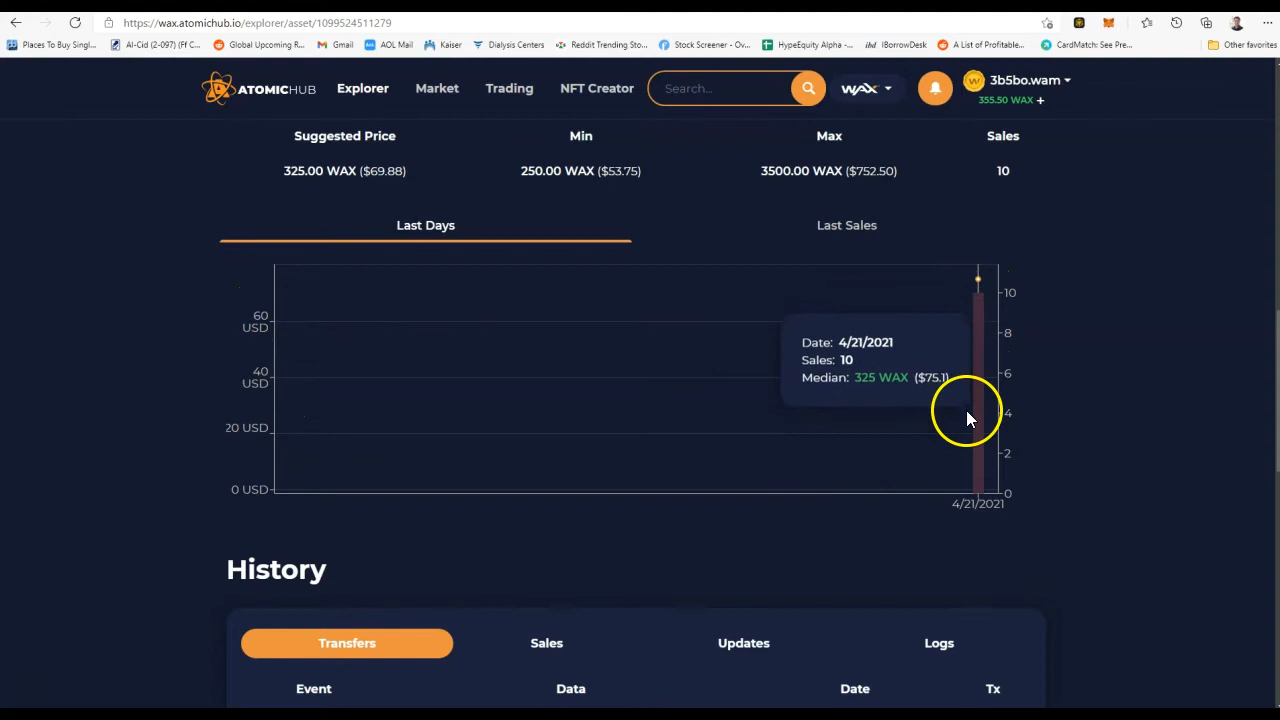 https://wax.atomichub.io/explorer/asset/1099524511279
Places To Buy Singl... AI-Cid (2-097) (Ff C... Global Upcoming R... Gmail AOL Mail Kaiser Dialysis Centers Reddit Trending Sto... Stock Screener - Ov... HypeEquity Alpha -... IBorrowDesk A List of Profitable... CardMatch: See Pre... Other favorites
ATOMICHUB Explorer Market Trading NFT Creator Search... WAX 3b5bo.wam
355.50 WAX +
Suggested Price Min Max Sales
325.00 WAX ($69.88) 250.00 WAX ($53.75) 3500.00 WAX ($752.50) 10
Last Days Last Sales
10
60
USD
8
Date: 4/21/2021
Sales: 10
40
USD
6
Median: 325 WAX ($75.1)
4
20 USD
2
0 USD
0
4/21/2021
History
Transfers Sales Updates Logs
Event Data Date Tx